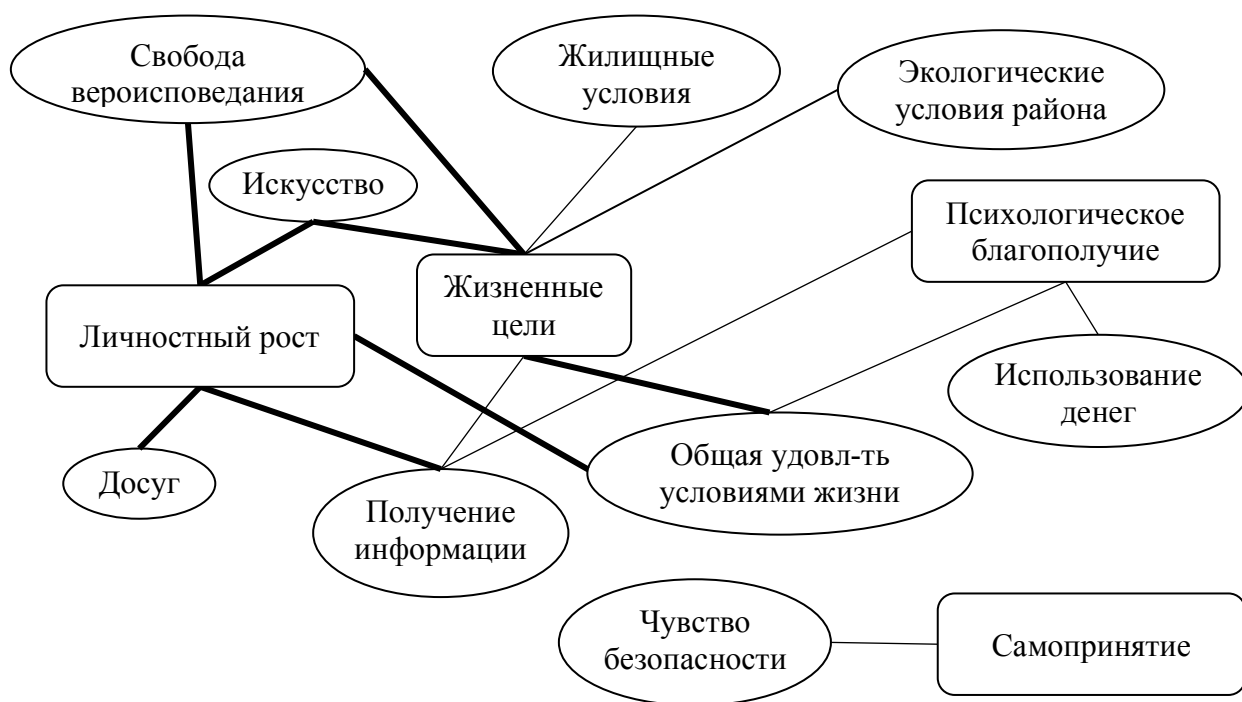 Свобода
вероисповедания
Жилищные
условия
Экологические
условия района
Искусство
Психологическое
благополучие
Жизненные
цели
Личностный рост
Использование
денег
Досуг
Общая удовл-ть
условиями жизни
Получение
информации
Чувство
безопасности
Самопринятие